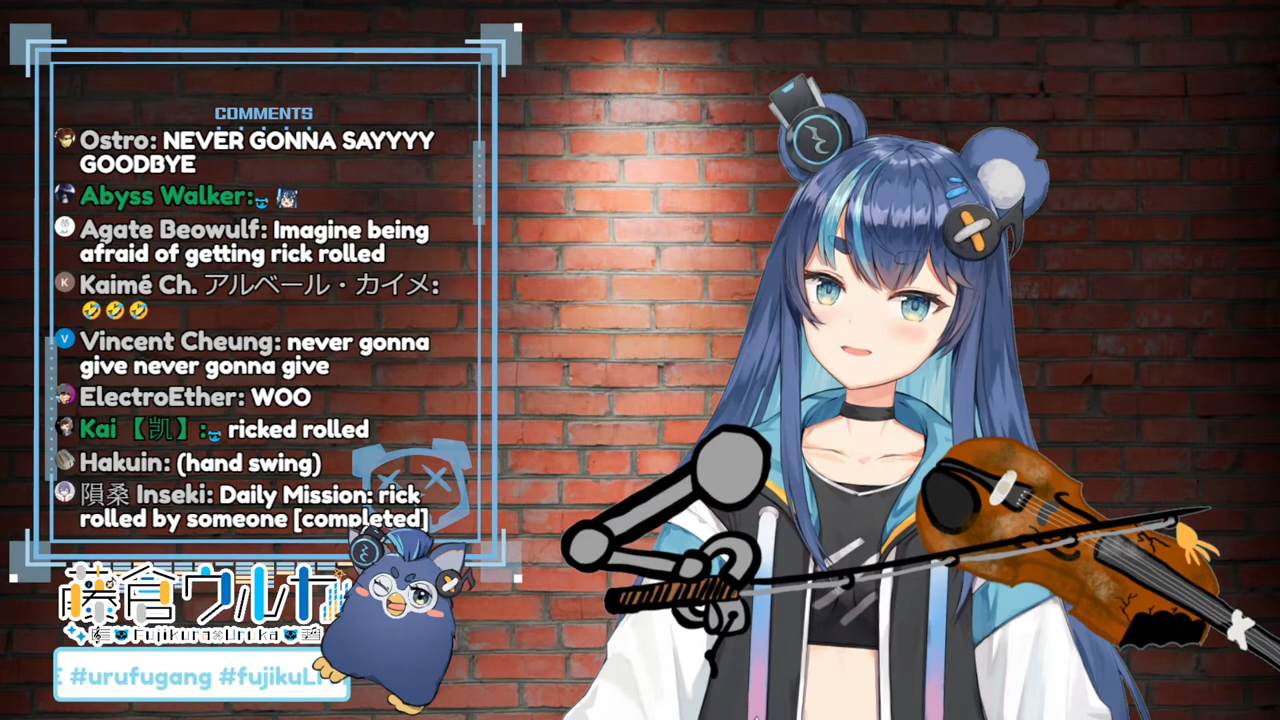 COMMENTS
Ostro: NEVER GONNA SAYYYY
GOODBYE
Abyss Walker:
Agate Beowulf: Imagine being
afraid of getting rick rolled
K
Kaimé Ch. アルベール・カイメ:
V
Vincent Cheung: never gonna
give never gonna give
ElectroEther: WOO
Kai 【凯】: ricked rolled
Hakuin: (hand swing)
隕桑 Inseki: Daily Mission: rick
rolled by someone [completed]
藤倉ウルカ
Fujikura Uruka
#urufugang